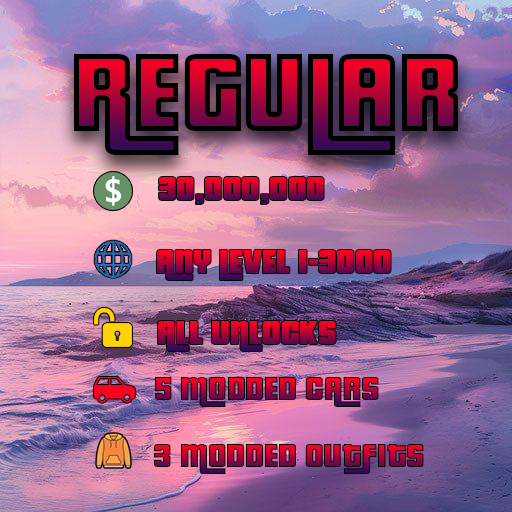 REGULAR
$
30,000,000
ANY LEVEL 1-3000
ALL UNLOCKS
5 MODDED CARS
3 MODDED OUTFITS